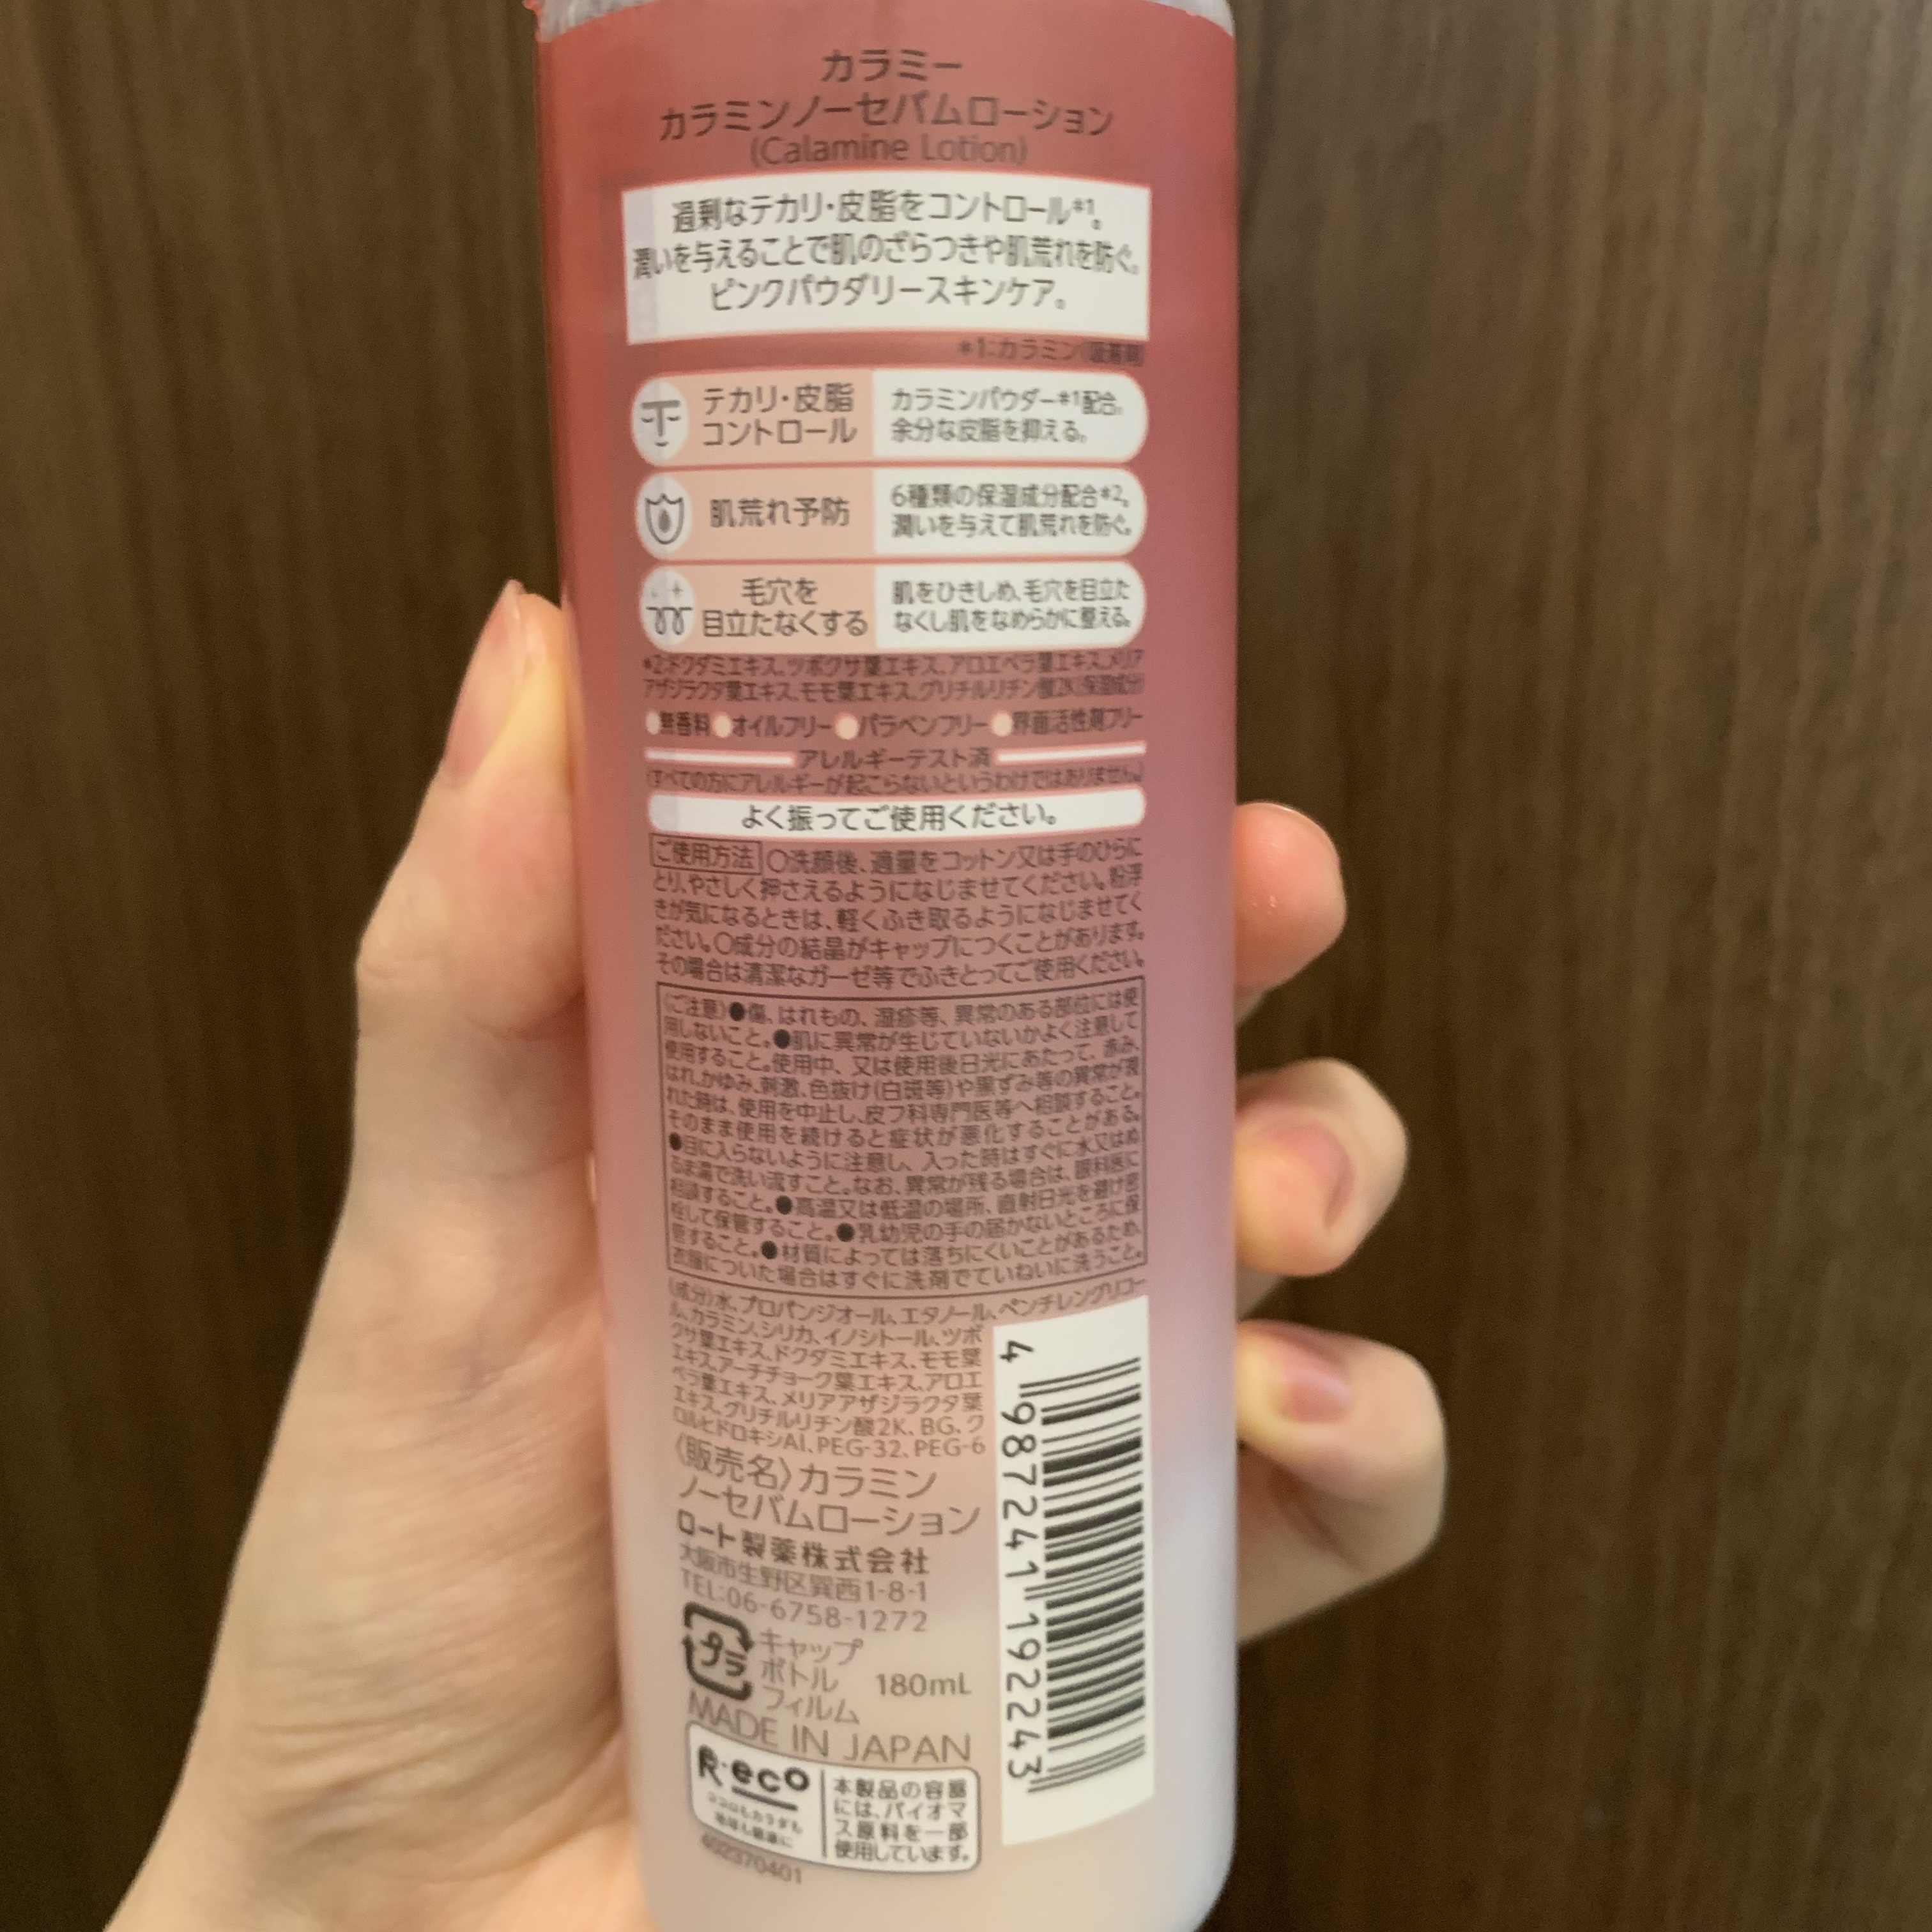 カラミー
カラミンノーセバムローション
(Calamine Lotion)
過剰なテカリ・皮脂をコントロール*1。
潤いを与えることで肌のざらつきや肌荒れを防ぐ。
ピンクパウダリースキンケア。
*1:カラミン(吸着剤)
テカリ・皮脂
コントロール
カラミンパウダー*1配合。
余分な皮脂を抑える。
肌荒れ予防
6種類の保湿成分配合*2。
潤いを与えて肌荒れを防ぐ。
毛穴を
目立たなくする
肌をひきしめ、毛穴を目立た
なくし肌をなめらかに整える。
*2:ドクダミエキス、ツボクサ葉エキス、アロエベラ葉エキス、メリア
アザジラクタ葉エキス、モモ葉エキス、グリチルリチン酸2K(保湿成分)
●無香料●オイルフリー●パラベンフリー●界面活性剤フリー
アレルギーテスト済
(すべての方にアレルギーが起こらないというわけではありません。)
よく振ってご使用ください。
ご使用方法 ○洗顔後、適量をコットン又は手のひらに
とり、やさしく押さえるようになじませてください。粉浮
きが気になるときは、軽くふき取るようになじませてく
ださい。○成分の結晶がキャップにつくことがあります。
その場合は清潔なガーゼ等でふきとってご使用ください。
〈ご注意〉●傷、はれもの、湿疹等、異常のある部位には使
用しないこと。●肌に異常が生じていないかよく注意して
使用すること。使用中、又は使用後日光にあたって、赤み、
はれ、かゆみ、刺激、色抜け(白斑等)や黒ずみ等の異常が現
れた時は、使用を中止し、皮フ科専門医等へ相談すること。
そのまま使用を続けると症状が悪化することがある。
●目に入らないように注意し、入った時はすぐに水又はぬ
るま湯で洗い流すこと。なお、異常が残る場合は、眼科医に
相談すること。●高温又は低温の場所、直射日光を避け密
栓して保管すること。●乳幼児の手の届かないところに保
管すること。●材質によっては落ちにくいことがあるため、
衣服についた場合はすぐに洗剤でていねいに洗うこと。
〈成分〉水、プロパンジオール、エタノール、ペンチレングリコー
ル、カラミン、シリカ、イノシトール、ツボ
クサ葉エキス、ドクダミエキス、モモ葉
エキス、アーチチョーク葉エキス、アロエ
ベラ葉エキス、メリアアザジラクタ葉
エキス、グリチルリチン酸2K、BG、ク
ロルヒドロキシAl、PEG-32、PEG-6
〈販売名〉カラミン
ノーセバムローション
ロート製薬株式会社
大阪市生野区巽西1-8-1
TEL:06-6758-1272
プラ
キャップ
ボトル
フィルム
180mL
MADE IN JAPAN
R・eco
ココロもカラダも
地球も健康に
本製品の容器
には、バイオマ
ス原料を一部
使用しています。
402370401
4 987241 192243